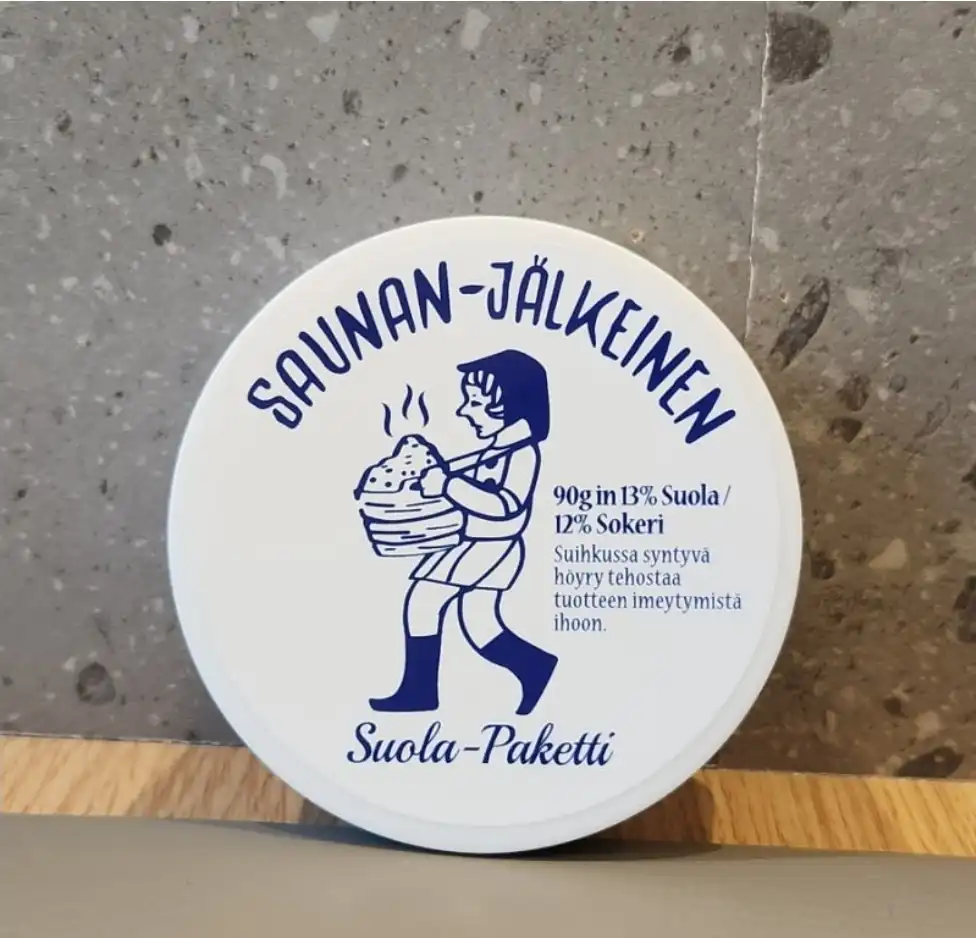 SAUNAN-JÄLKEINEN
90g in 13% Suola /
12% Sokeri
Suihkussa syntyvä
höyry tehostaa
tuotteen imeytymistä
ihoon.
Suola-Paketti